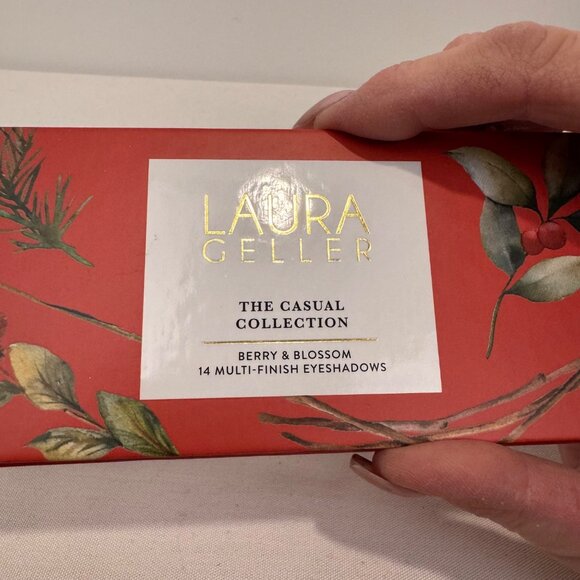 LAURA
GELLER
THE CASUAL
COLLECTION
BERRY & BLOSSOM
14 MULTI-FINISH EYESHADOWS